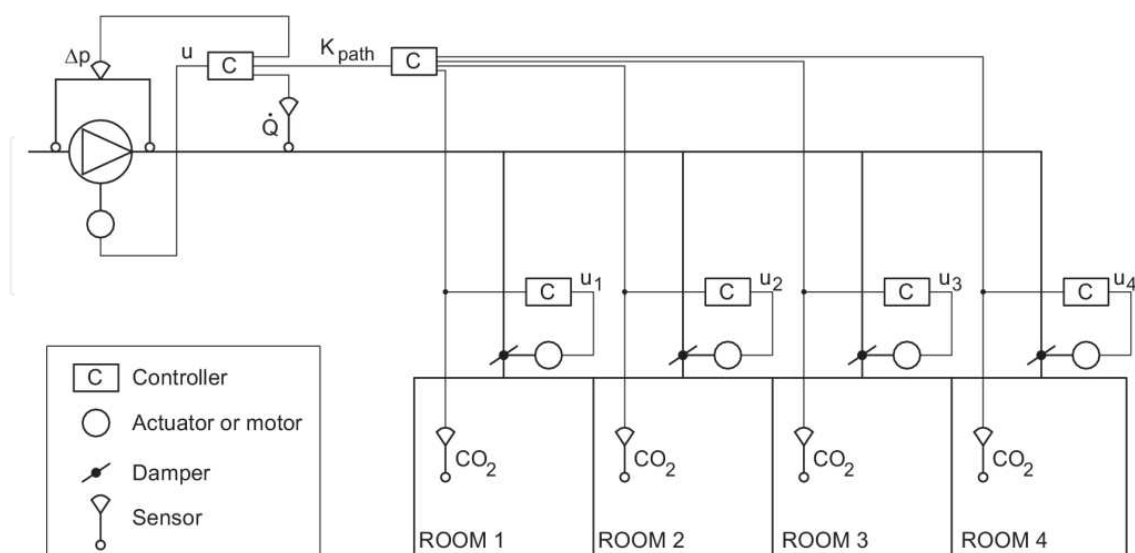 Δp
u
C
K path
C
Q̇
C
u1
C
u2
C
u3
C
u4
CO2
CO2
CO2
CO2
ROOM 1
ROOM 2
ROOM 3
ROOM 4
C Controller
Actuator or motor
Damper
Sensor